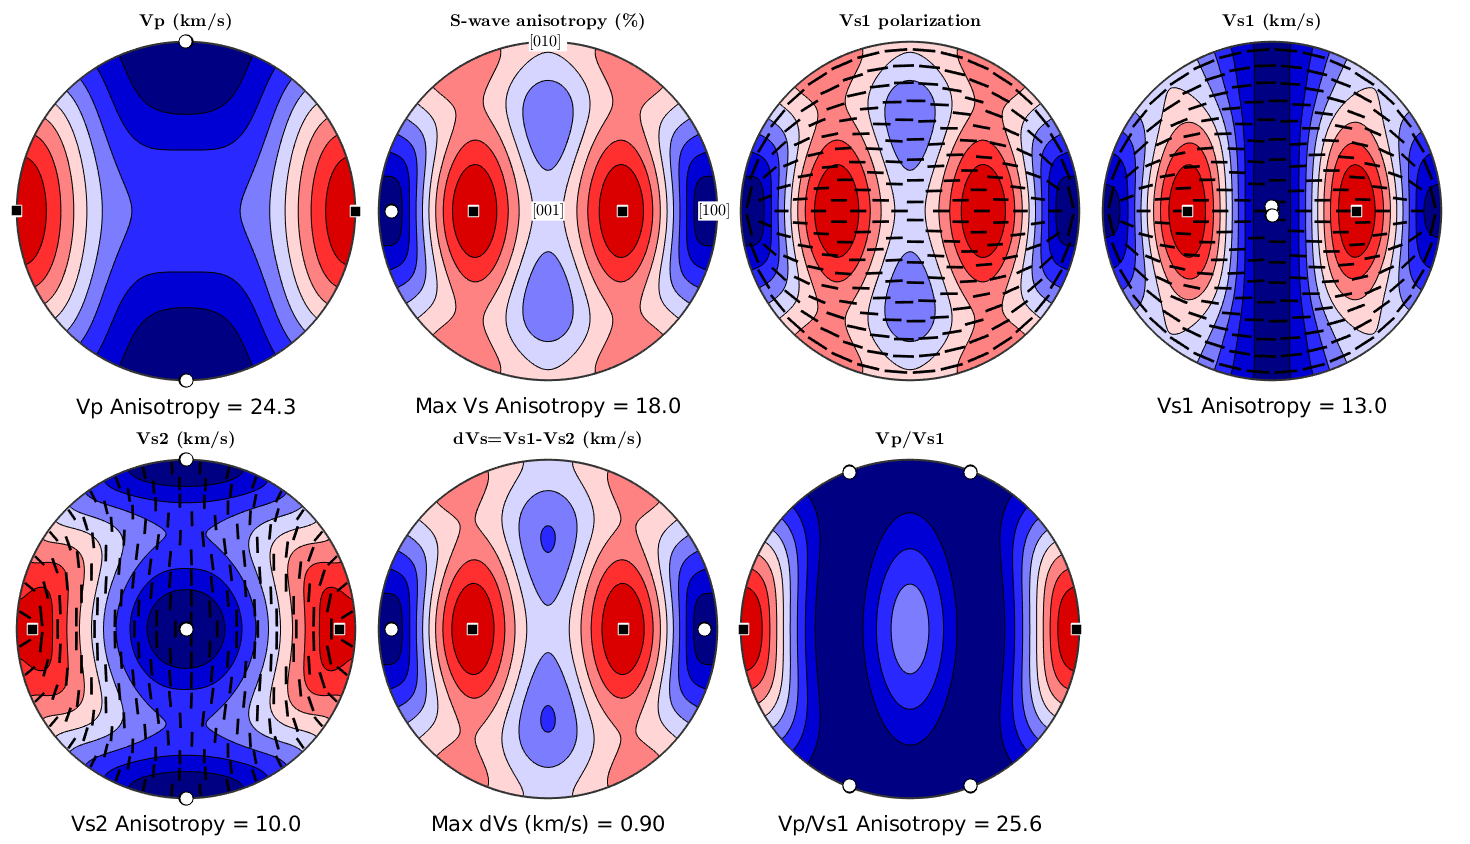 Vp (km/s)
S-wave anisotropy (%)
Vs1 polarization
Vs1 (km/s)
[010]
[001]
[100]
Vp Anisotropy = 24.3
Max Vs Anisotropy = 18.0
Vs1 Anisotropy = 13.0
Vs2 (km/s)
dVs=Vs1-Vs2 (km/s)
Vp/Vs1
Vs2 Anisotropy = 10.0
Max dVs (km/s) = 0.90
Vp/Vs1 Anisotropy = 25.6